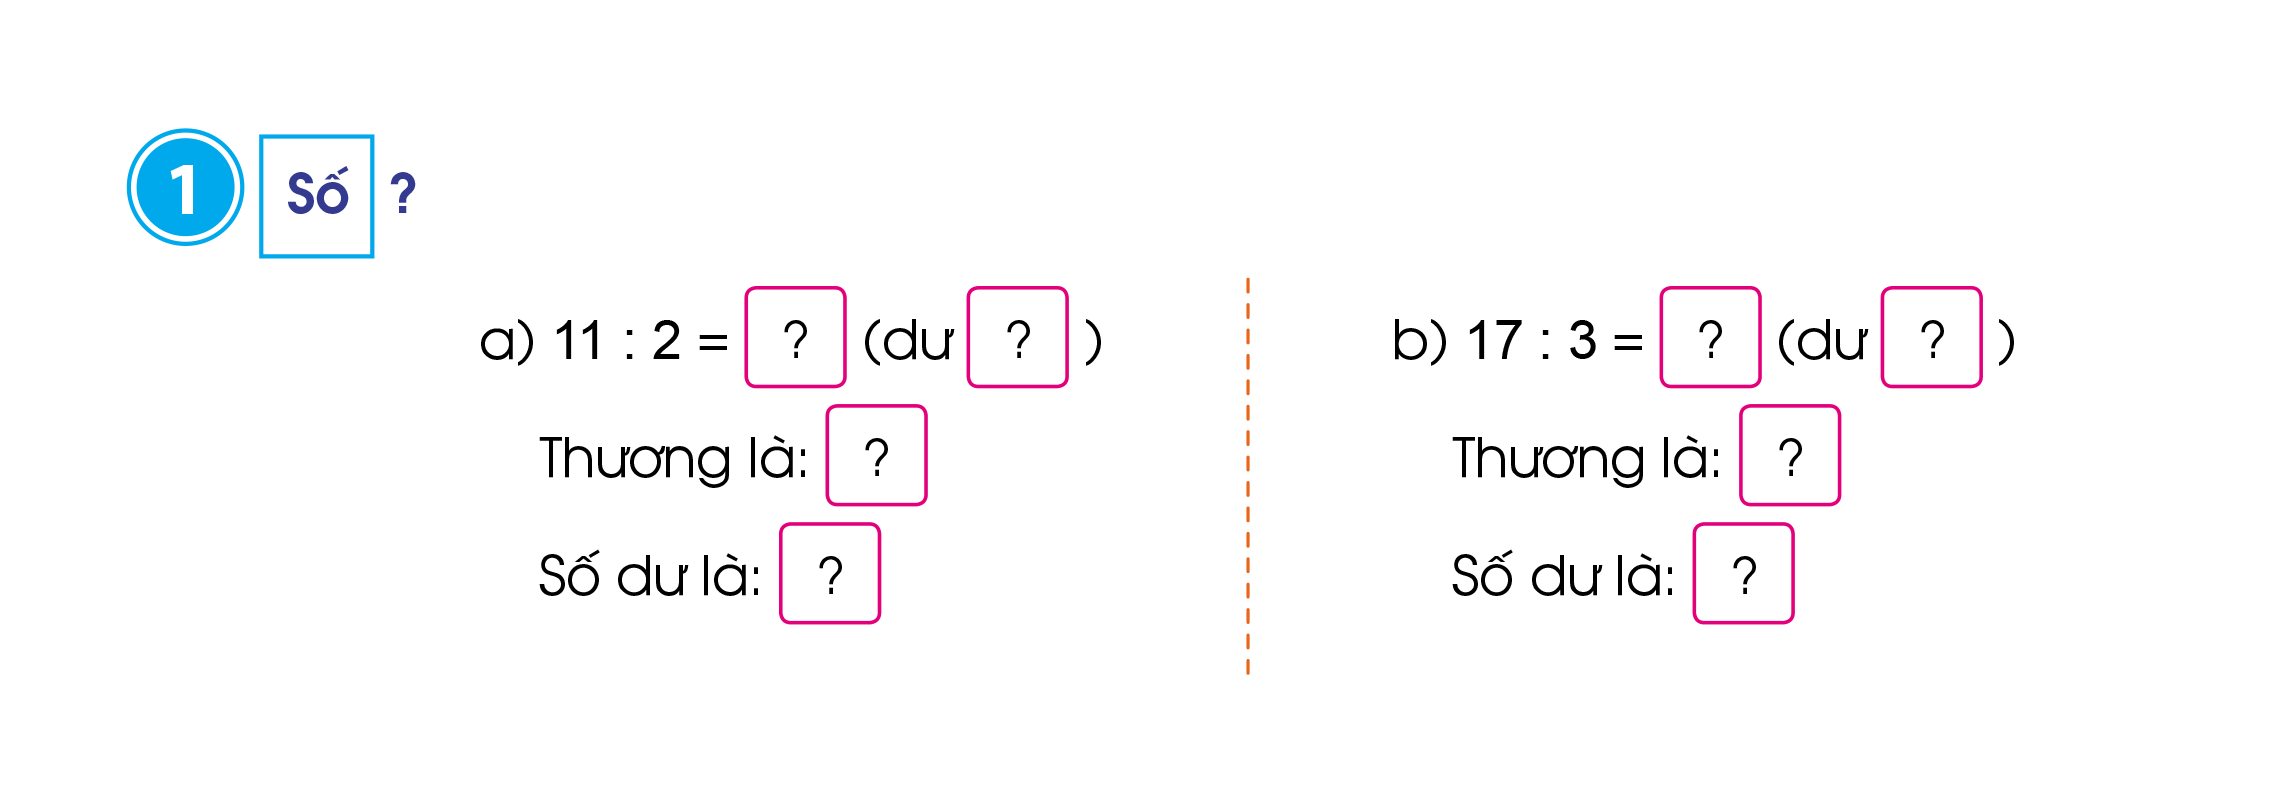 1 Số ?
a) 11 : 2 = ? (dư ? )
Thương là: ?
Số dư là: ?
b) 17 : 3 = ? (dư ? )
Thương là: ?
Số dư là: ?